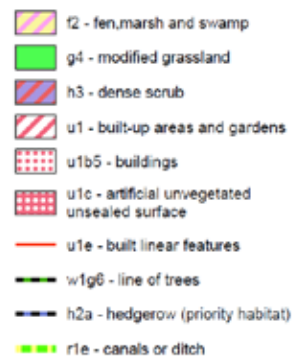 f2 - fen,marsh and swamp
g4 - modified grassland
h3 - dense scrub
u1 - built-up areas and gardens
u1b5 - buildings
u1c - artificial unvegetated
unsealed surface
u1e - built linear features
w1g6 - line of trees
h2a - hedgerow (priority habitat)
r1e - canals or ditch